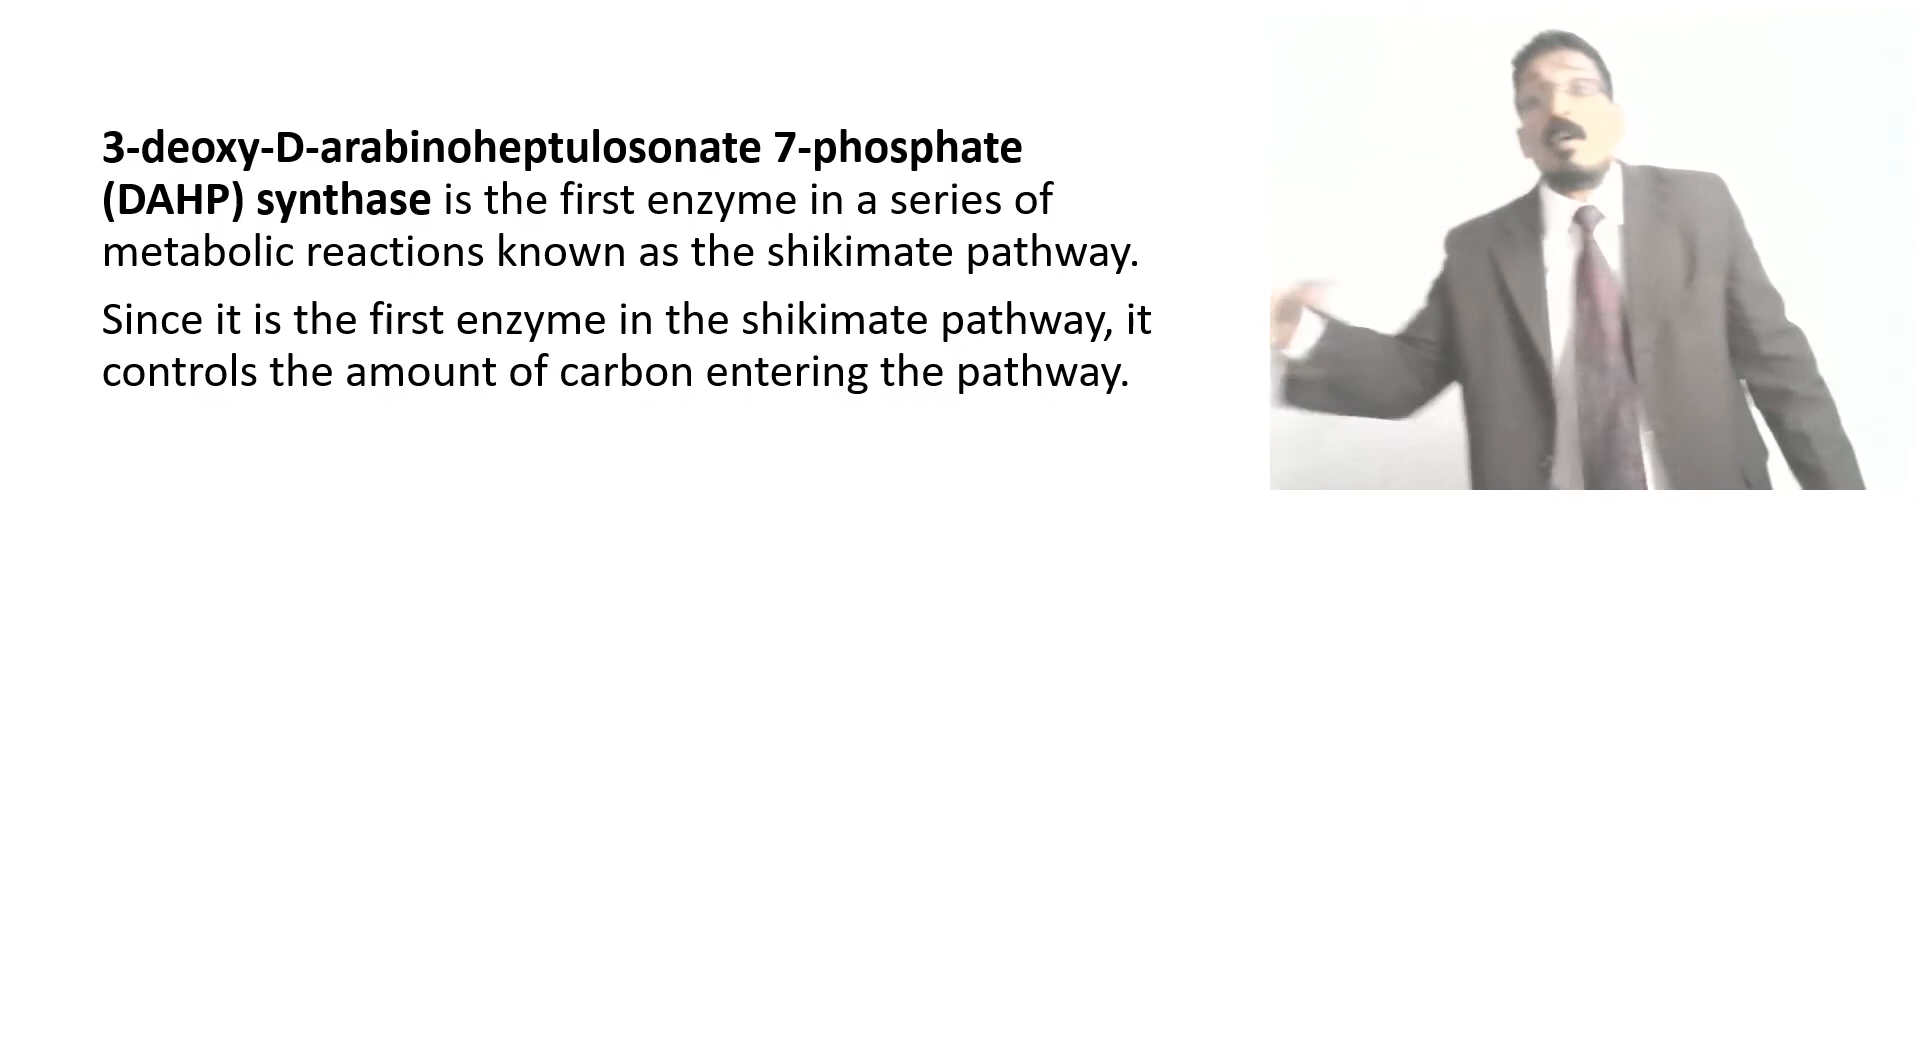 3-deoxy-D-arabinoheptulosonate 7-phosphate
(DAHP) synthase is the first enzyme in a series of
metabolic reactions known as the shikimate pathway.
Since it is the first enzyme in the shikimate pathway, it
controls the amount of carbon entering the pathway.